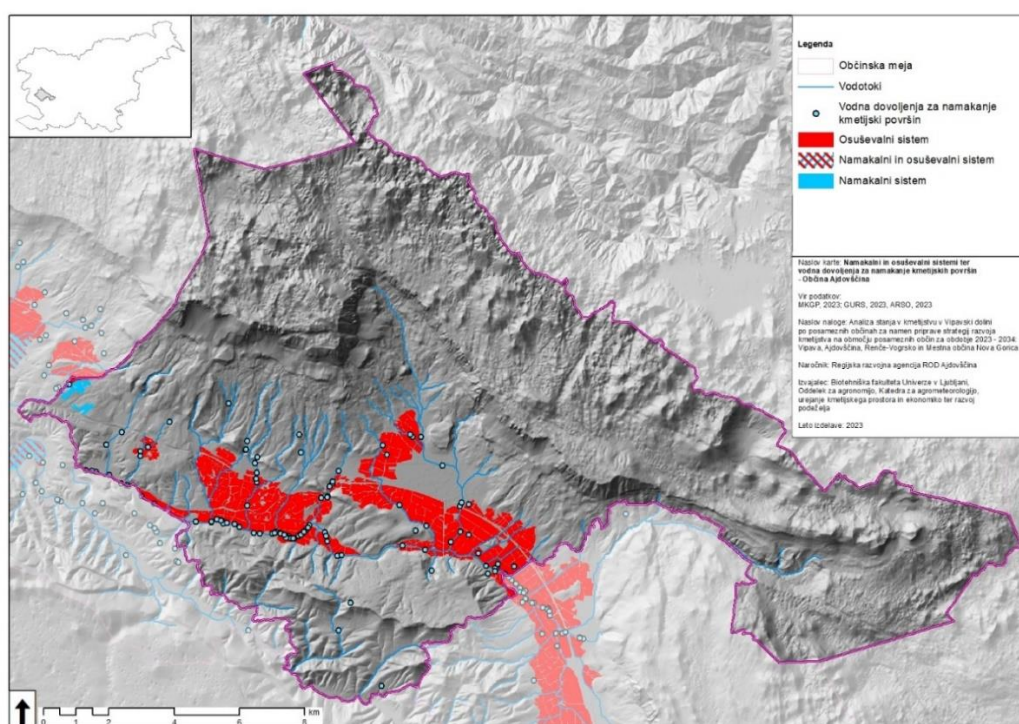 Legenda
Občinska meja
Vodotoki
Vodna dovoljenja za namakanje
kmetijski površin
Osuševalni sistem
Namakalni in osuševalni sistem
Namakalni sistem
Naslov karte: Namakalni in osuševalni sistemi ter
vodna dovoljenja za namakanje kmetijskih površin
- Občina Ajdovščina
Vir podatkov:
MKGP, 2023; GURS, 2023, ARSO, 2023
Naslov naloge: Analiza stanja v kmetijstvu v Vipavski dolini
po posameznih občinah za namen priprave strategij razvoja
kmetijstva na območju posameznih občin za obdobje 2023 - 2034:
Vipava, Ajdovščina, Renče-Vogrsko in Mestna občina Nova Gorica
Naročnik: Regijska razvojna agencija ROD Ajdovščina
Izvajalec: Biotehniška fakulteta Univerze v Ljubljani,
Oddelek za agronomijo, Katedra za agrometeorologijo,
urejanje kmetijskega prostora in ekonomiko ter razvoj
podeželja
Leto izdelave: 2023
km
0 1 2 4 6 8